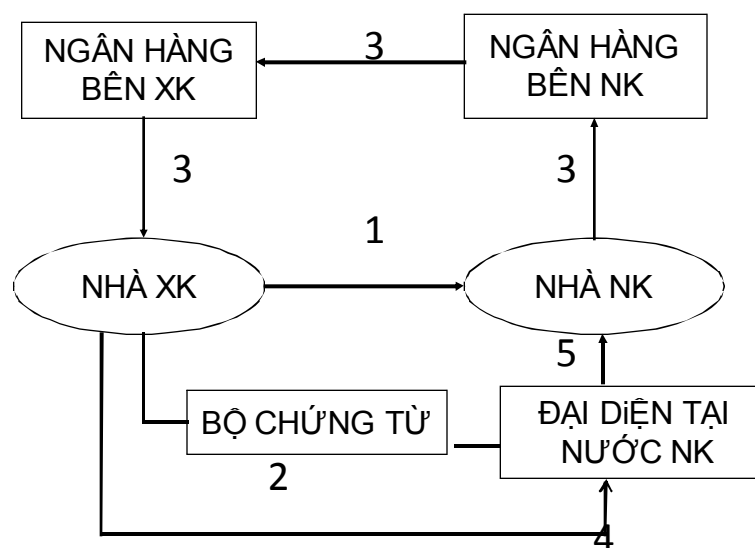 NGÂN HÀNG
BÊN XK
3
NGÂN HÀNG
BÊN NK
3
3
1
NHÀ XK
NHÀ NK
5
BỘ CHỨNG TỪ
ĐẠI DiỆN TẠI
NƯỚC NK
2
4